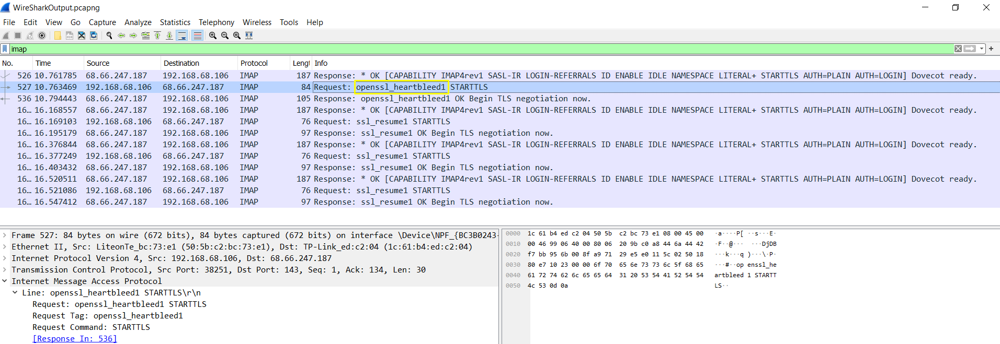 WireSharkOutput.pcapng
File Edit View Go Capture Analyze Statistics Telephony Wireless Tools Help
imap
No. Time Source Destination Protocol Lengt Info
526 10.761785 68.66.247.187 192.168.68.106 IMAP 187 Response: * OK [CAPABILITY IMAP4rev1 SASL-IR LOGIN-REFERRALS ID ENABLE IDLE NAMESPACE LITERAL+ STARTTLS AUTH=PLAIN AUTH=LOGIN] Dovecot ready.
527 10.763469 192.168.68.106 68.66.247.187 IMAP 84 Request: openssl_heartbleed1 STARTTLS
536 10.794443 68.66.247.187 192.168.68.106 IMAP 105 Response: openssl_heartbleed1 OK Begin TLS negotiation now.
16… 16.168557 68.66.247.187 192.168.68.106 IMAP 187 Response: * OK [CAPABILITY IMAP4rev1 SASL-IR LOGIN-REFERRALS ID ENABLE IDLE NAMESPACE LITERAL+ STARTTLS AUTH=PLAIN AUTH=LOGIN] Dovecot ready.
16… 16.169103 192.168.68.106 68.66.247.187 IMAP 76 Request: ssl_resume1 STARTTLS
16… 16.195179 68.66.247.187 192.168.68.106 IMAP 97 Response: ssl_resume1 OK Begin TLS negotiation now.
16… 16.376844 68.66.247.187 192.168.68.106 IMAP 187 Response: * OK [CAPABILITY IMAP4rev1 SASL-IR LOGIN-REFERRALS ID ENABLE IDLE NAMESPACE LITERAL+ STARTTLS AUTH=PLAIN AUTH=LOGIN] Dovecot ready.
16… 16.377249 192.168.68.106 68.66.247.187 IMAP 76 Request: ssl_resume1 STARTTLS
16… 16.403432 68.66.247.187 192.168.68.106 IMAP 97 Response: ssl_resume1 OK Begin TLS negotiation now.
16… 16.520511 68.66.247.187 192.168.68.106 IMAP 187 Response: * OK [CAPABILITY IMAP4rev1 SASL-IR LOGIN-REFERRALS ID ENABLE IDLE NAMESPACE LITERAL+ STARTTLS AUTH=PLAIN AUTH=LOGIN] Dovecot ready.
16… 16.521086 192.168.68.106 68.66.247.187 IMAP 76 Request: ssl_resume1 STARTTLS
16… 16.547412 68.66.247.187 192.168.68.106 IMAP 97 Response: ssl_resume1 OK Begin TLS negotiation now.
Frame 527: 84 bytes on wire (672 bits), 84 bytes captured (672 bits) on interface \Device\NPF_{BC3B0243-
Ethernet II, Src: LiteonTe_bc:73:e1 (50:5b:c2:bc:73:e1), Dst: TP-Link_ed:c2:04 (1c:61:b4:ed:c2:04)
Internet Protocol Version 4, Src: 192.168.68.106, Dst: 68.66.247.187
Transmission Control Protocol, Src Port: 38251, Dst Port: 143, Seq: 1, Ack: 134, Len: 30
Internet Message Access Protocol
Line: openssl_heartbleed1 STARTTLS\r\n
Request: openssl_heartbleed1 STARTTLS
Request Tag: openssl_heartbleed1
Request Command: STARTTLS
[Response In: 536]
0000 1c 61 b4 ed c2 04 50 5b c2 bc 73 e1 08 00 45 00 ·a····P[ ··s···E·
0010 00 46 99 06 40 00 80 06 20 9b c0 a8 44 6a 44 42 ·F··@··· ···DjDB
0020 f7 bb 95 6b 00 8f a9 71 29 e5 e0 11 5c 02 50 18 ···k···q )···\·P·
0030 80 e7 10 23 00 00 6f 70 65 6e 73 73 6c 5f 68 65 ···#··op enssl_he
0040 61 72 74 62 6c 65 65 64 31 20 53 54 41 52 54 54 artbleed 1 STARTT
0050 4c 53 0d 0a LS··